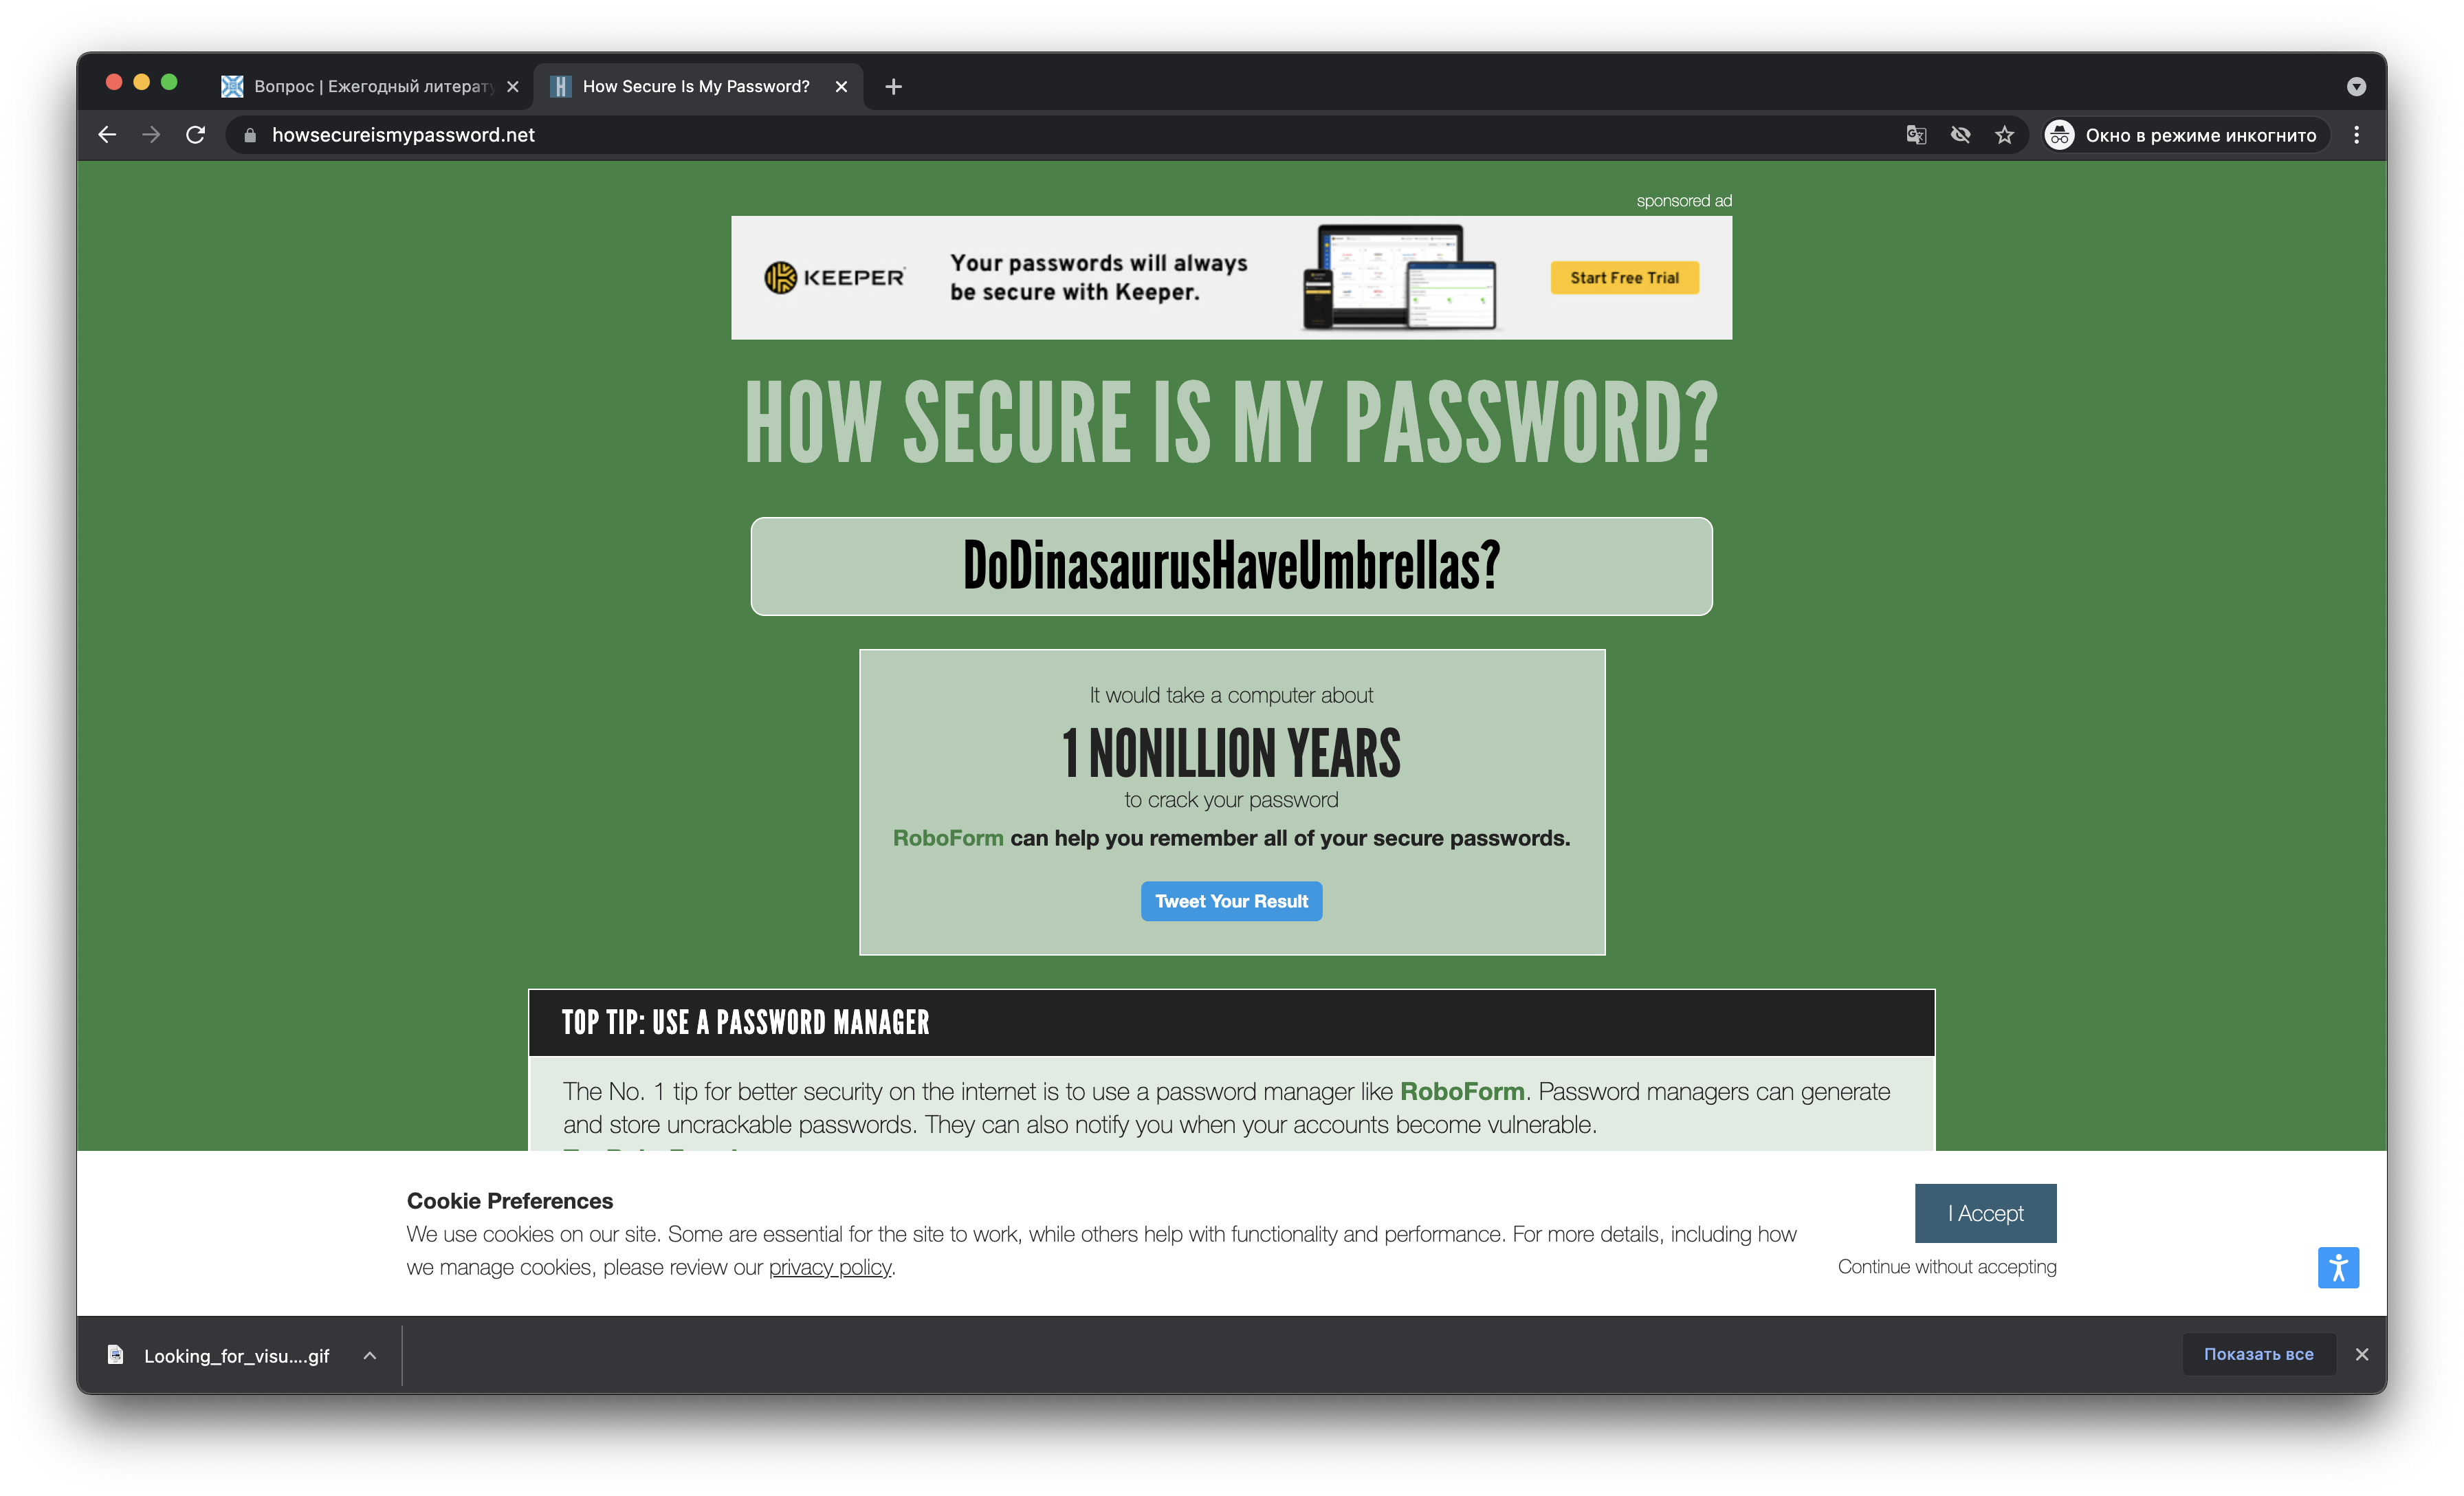 Вопрос | Ежегодный литерату
How Secure Is My Password?
howsecureismypassword.net
Окно в режиме инкогнито
sponsored ad
KEEPER
Your passwords will always
be secure with Keeper.
Start Free Trial
HOW SECURE IS MY PASSWORD?
DoDinasaurusHaveUmbrellas?
It would take a computer about
1 NONILLION YEARS
to crack your password
RoboForm can help you remember all of your secure passwords.
Tweet Your Result
TOP TIP: USE A PASSWORD MANAGER
The No. 1 tip for better security on the internet is to use a password manager like RoboForm. Password managers can generate
and store uncrackable passwords. They can also notify you when your accounts become vulnerable.
Cookie Preferences
We use cookies on our site. Some are essential for the site to work, while others help with functionality and performance. For more details, including how
we manage cookies, please review our privacy policy.
I Accept
Continue without accepting
Looking_for_visu....gif
Показать все